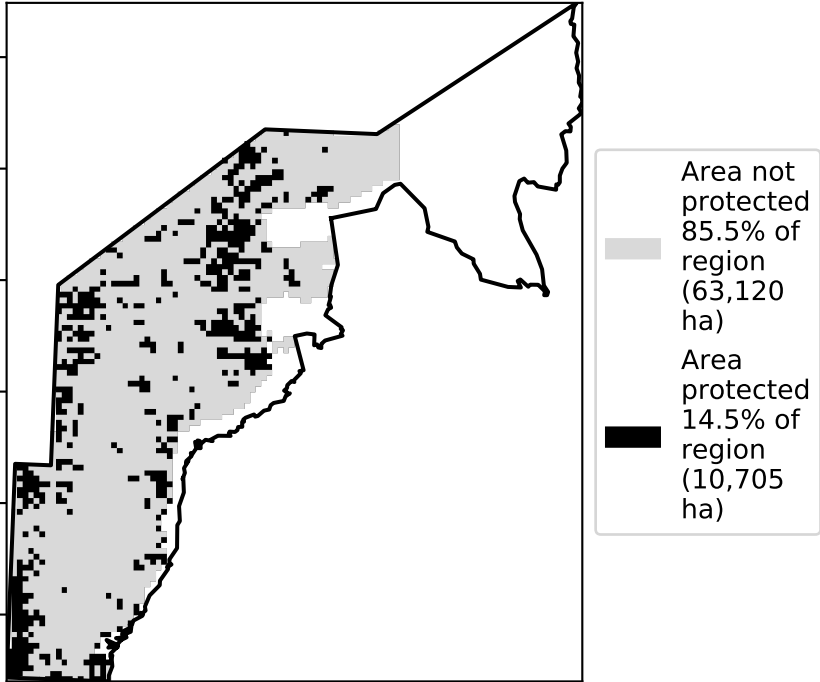 Area not
protected
85.5% of
region
(63,120
ha)
Area
protected
14.5% of
region
(10,705
ha)